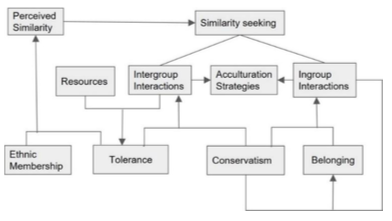 Perceived
Similarity
Similarity seeking
Resources
Intergroup
Interactions
Acculturation
Strategies
Ingroup
Interactions
Ethnic
Membership
Tolerance
Conservatism
Belonging